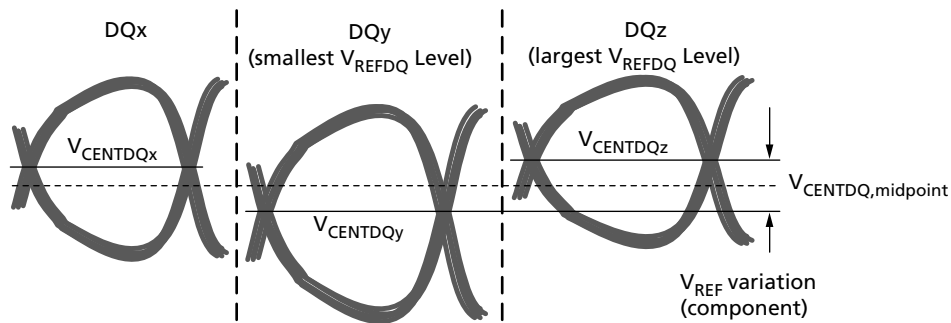 DQx
DQy
(smallest VREFDQ Level)
DQz
(largest VREFDQ Level)
VCENTDQx
VCENTDQy
VCENTDQz
VCENTDQ,midpoint
VREF variation
(component)